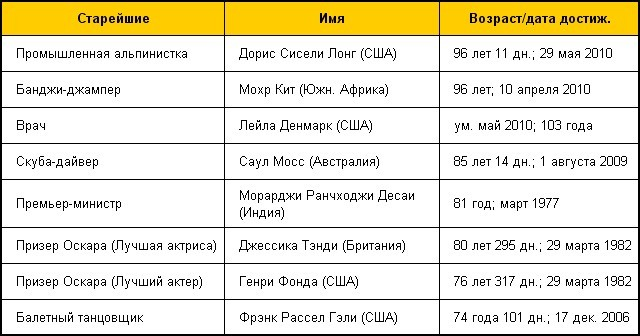 Старейшие Имя Возраст/дата достиж.
Промышленная альпинистка Дорис Сисели Лонг (США) 96 лет 11 дн.; 29 мая 2010
Банджи-джампер Мохр Кит (Южн. Африка) 96 лет; 10 апреля 2010
Врач Лейла Денмарк (США) ум. май 2010; 103 года
Скуба-дайвер Саул Мосс (Австралия) 85 лет 14 дн.; 1 августа 2009
Премьер-министр Морарджи Ранчходжи Десаи (Индия) 81 год; март 1977
Призер Оскара (Лучшая актриса) Джессика Тэнди (Британия) 80 лет 295 дн.; 29 марта 1982
Призер Оскара (Лучший актер) Генри Фонда (США) 76 лет 317 дн.; 29 марта 1982
Балетный танцовщик Фрэнк Рассел Гэли (США) 74 года 101 дн.; 17 дек. 2006